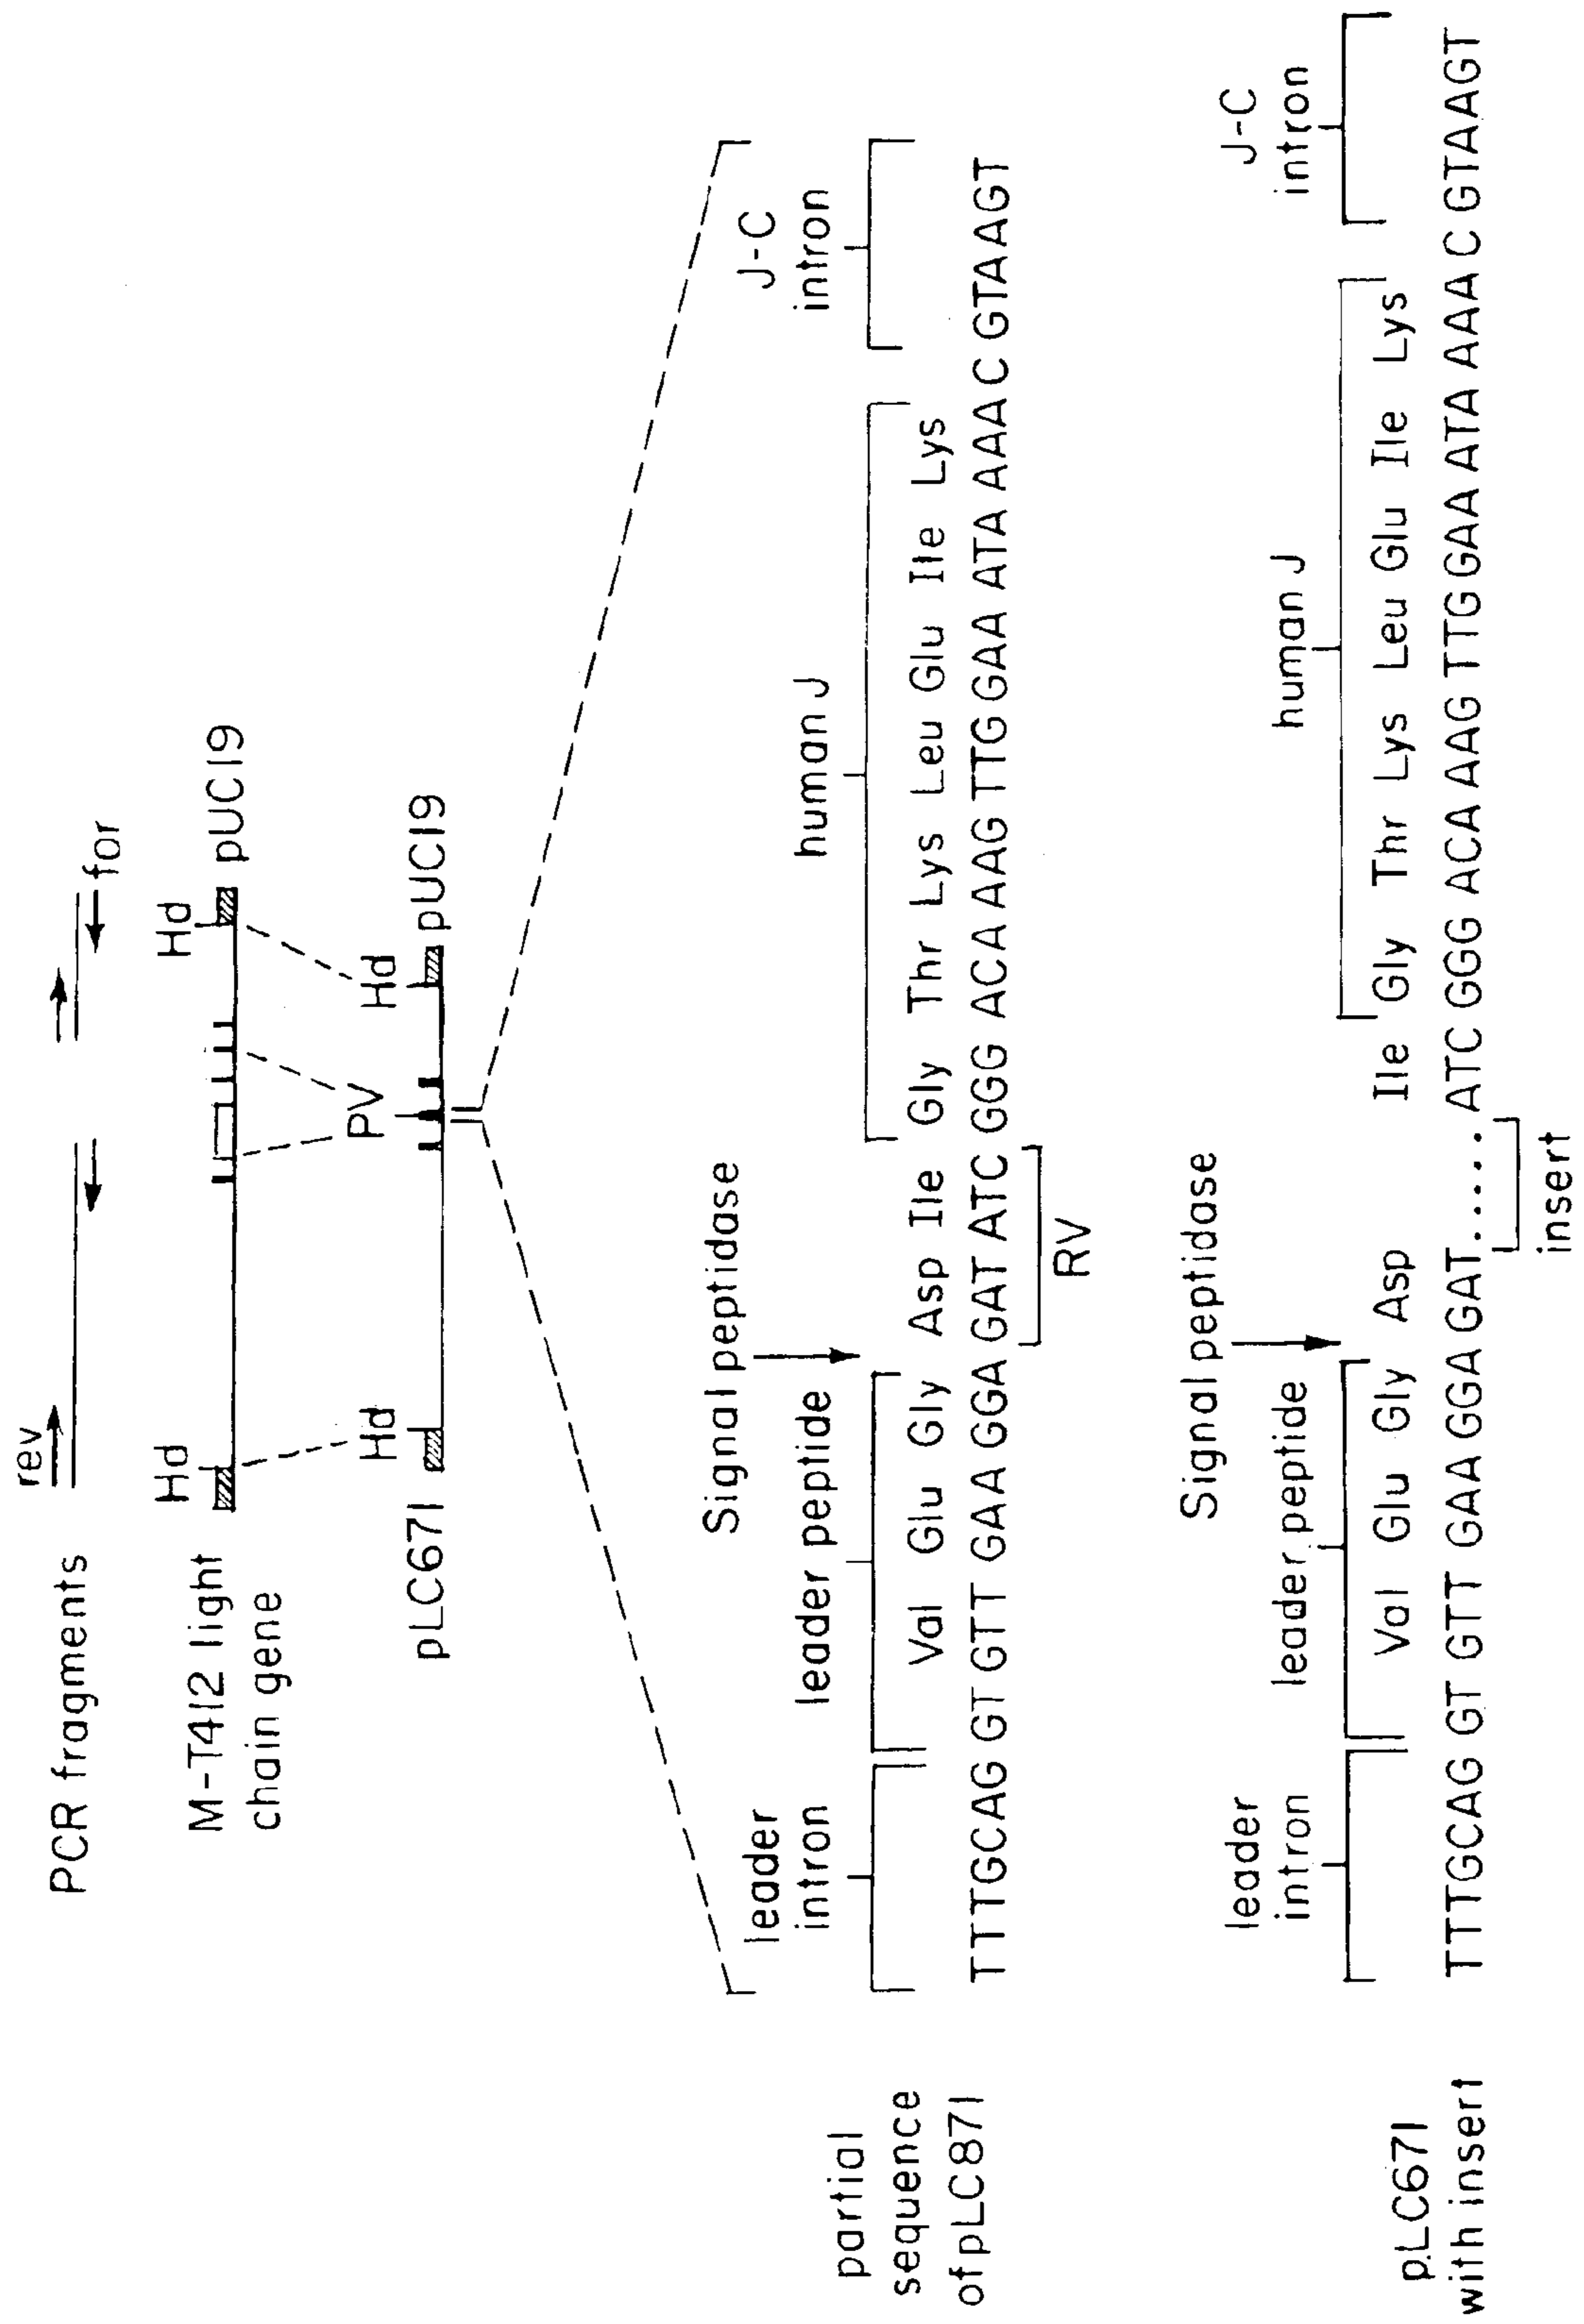 PCR fragments
rev
for
M-T412 light
chain gene
Hd
Hd
pUC19
PV
pLC671
Hd
Hd
pUC19
partial
sequence
of pLC871
leader
intron
leader peptide
Signal peptidase
human J
J-C
intron
Val Glu Gly Asp Ile Gly Thr Lys Leu Glu Ile Lys
TTTGCAG GT GTT GAA GGA GAT ATC GGG ACA AAG TTG GAA ATA AAA C GTAAGT
RV
pLC671
with insert
leader
intron
leader peptide
Signal peptidase
human J
J-C
intron
Val Glu Gly Asp Ile Gly Thr Lys Leu Glu Ile Lys
TTTGCAG GT GTT GAA GGA GAT..... ATC GGG ACA AAG TTG GAA ATA AAA C GTAAGT
insert